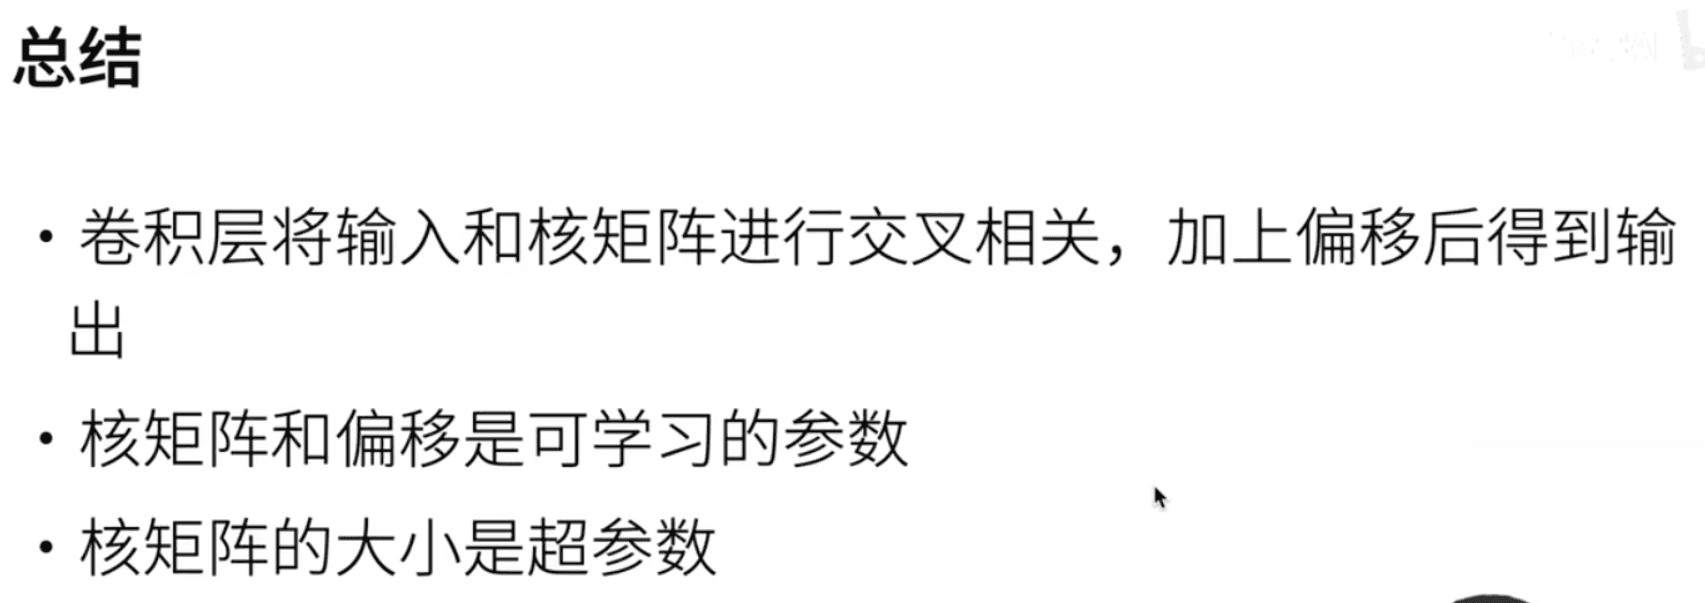 总结
• 卷积层将输入和核矩阵进行交叉相关，加上偏移后得到输
出
• 核矩阵和偏移是可学习的参数
• 核矩阵的大小是超参数